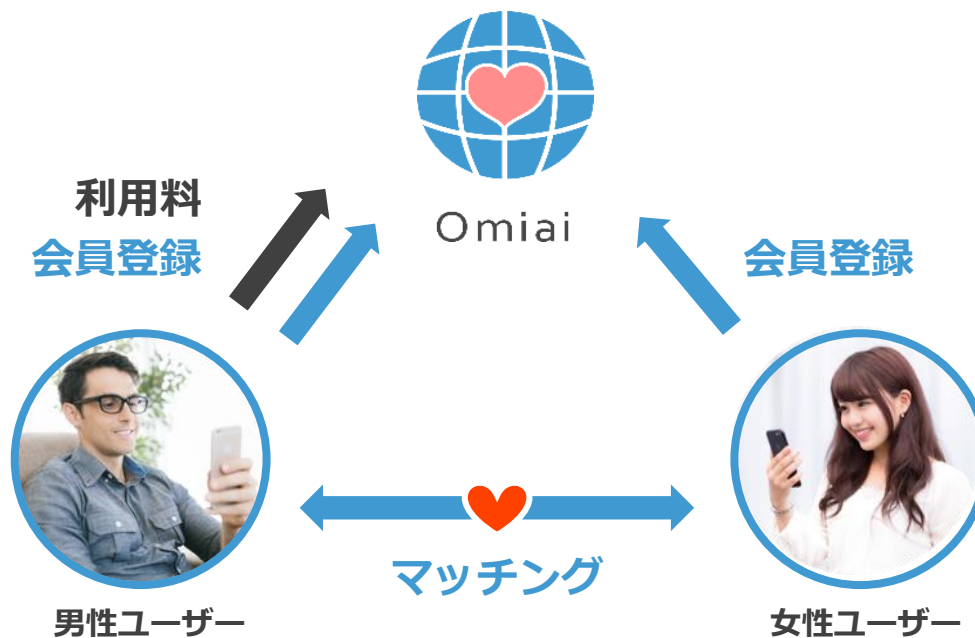 Omiai
利用料
会員登録
会員登録
マッチング
男性ユーザー
女性ユーザー